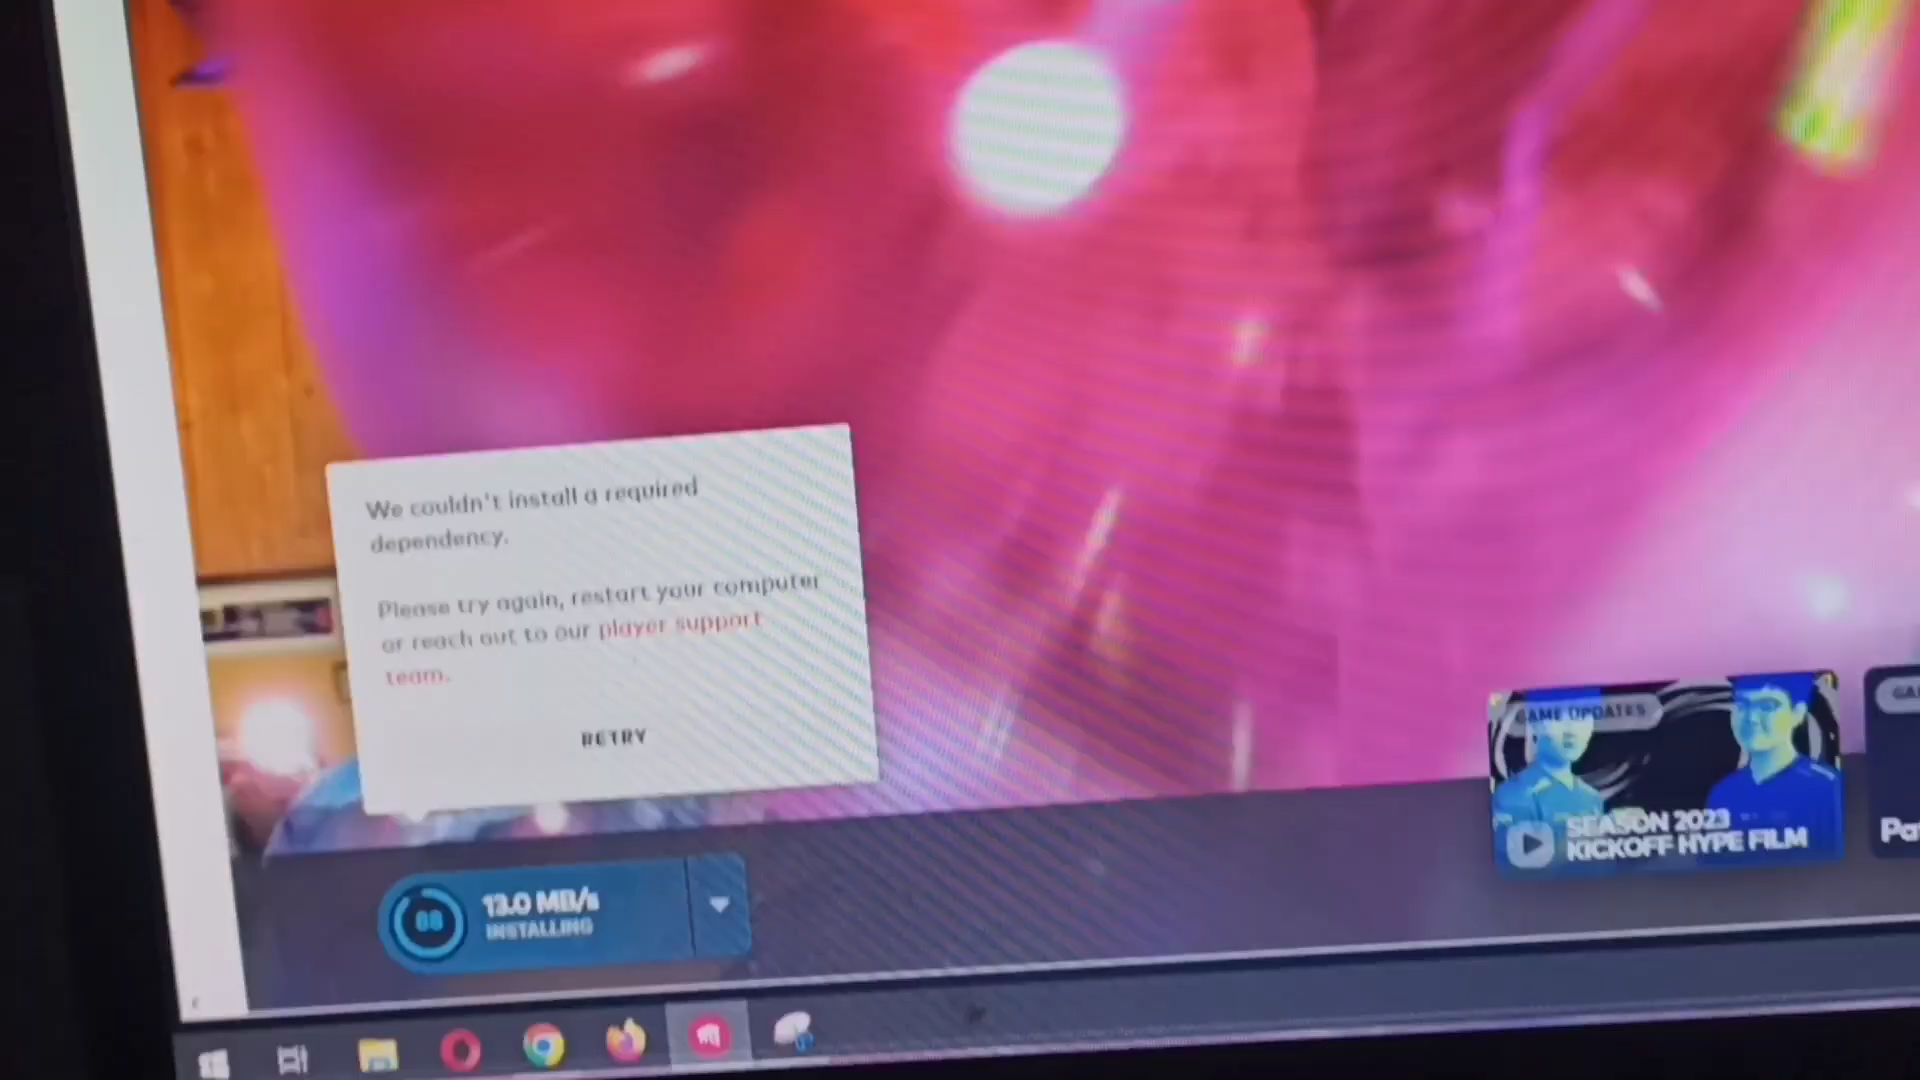 We couldn't install a required
dependency.
Please try again, restart your computer
or reach out to our player support
team.
RETRY
GAME UPDATES
SEASON 2023
KICKOFF HYPE FILM
13.0 MB/s
INSTALLING